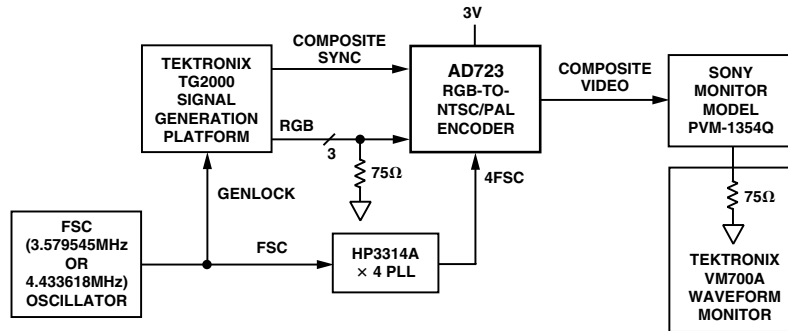 3V
COMPOSITE
SYNC
TEKTRONIX
TG2000
SIGNAL
GENERATION
PLATFORM
RGB
3
75Ω
AD723
RGB-TO-
NTSC/PAL
ENCODER
COMPOSITE
VIDEO
SONY
MONITOR
MODEL
PVM-1354Q
GENLOCK
4FSC
75Ω
FSC
(3.579545MHz
OR
4.433618MHz)
OSCILLATOR
FSC
HP3314A
× 4 PLL
TEKTRONIX
VM700A
WAVEFORM
MONITOR